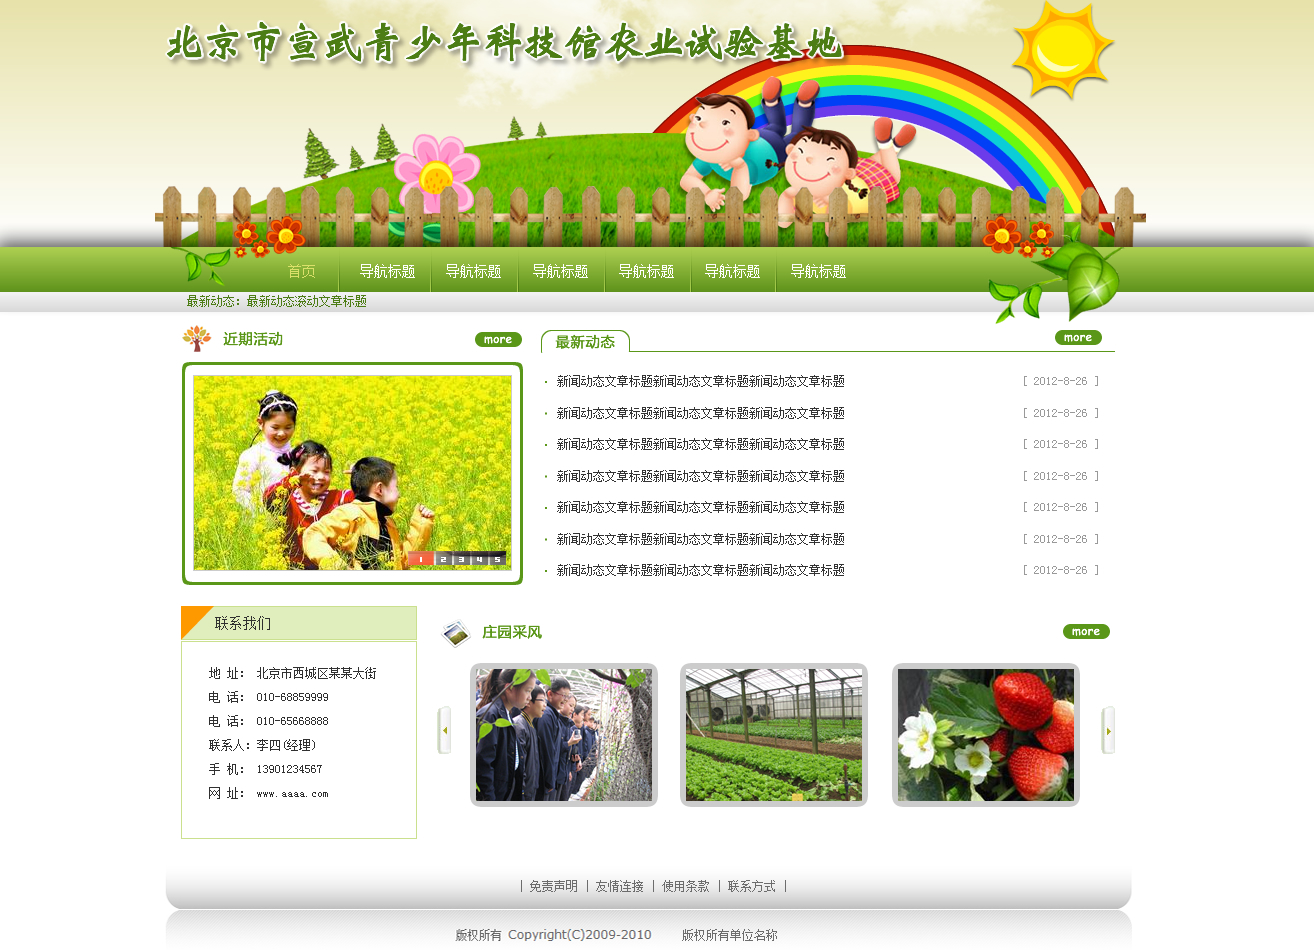 北京市宣武青少年科技馆农业试验基地
首页 导航标题 导航标题 导航标题 导航标题 导航标题 导航标题
最新动态：最新动态滚动文章标题
近期活动 more
最新动态 more
1 2 3 4 5
· 新闻动态文章标题新闻动态文章标题新闻动态文章标题 [ 2012-8-26 ]
· 新闻动态文章标题新闻动态文章标题新闻动态文章标题 [ 2012-8-26 ]
· 新闻动态文章标题新闻动态文章标题新闻动态文章标题 [ 2012-8-26 ]
· 新闻动态文章标题新闻动态文章标题新闻动态文章标题 [ 2012-8-26 ]
· 新闻动态文章标题新闻动态文章标题新闻动态文章标题 [ 2012-8-26 ]
· 新闻动态文章标题新闻动态文章标题新闻动态文章标题 [ 2012-8-26 ]
· 新闻动态文章标题新闻动态文章标题新闻动态文章标题 [ 2012-8-26 ]
联系我们
地 址： 北京市西城区某某大街
电 话： 010-68859999
电 话： 010-65668888
联系人：李四(经理)
手 机： 13901234567
网 址： www.aaaa.com
庄园采风 more
| 免责声明 | 友情连接 | 使用条款 | 联系方式 |
版权所有 Copyright(C)2009-2010 版权所有单位名称